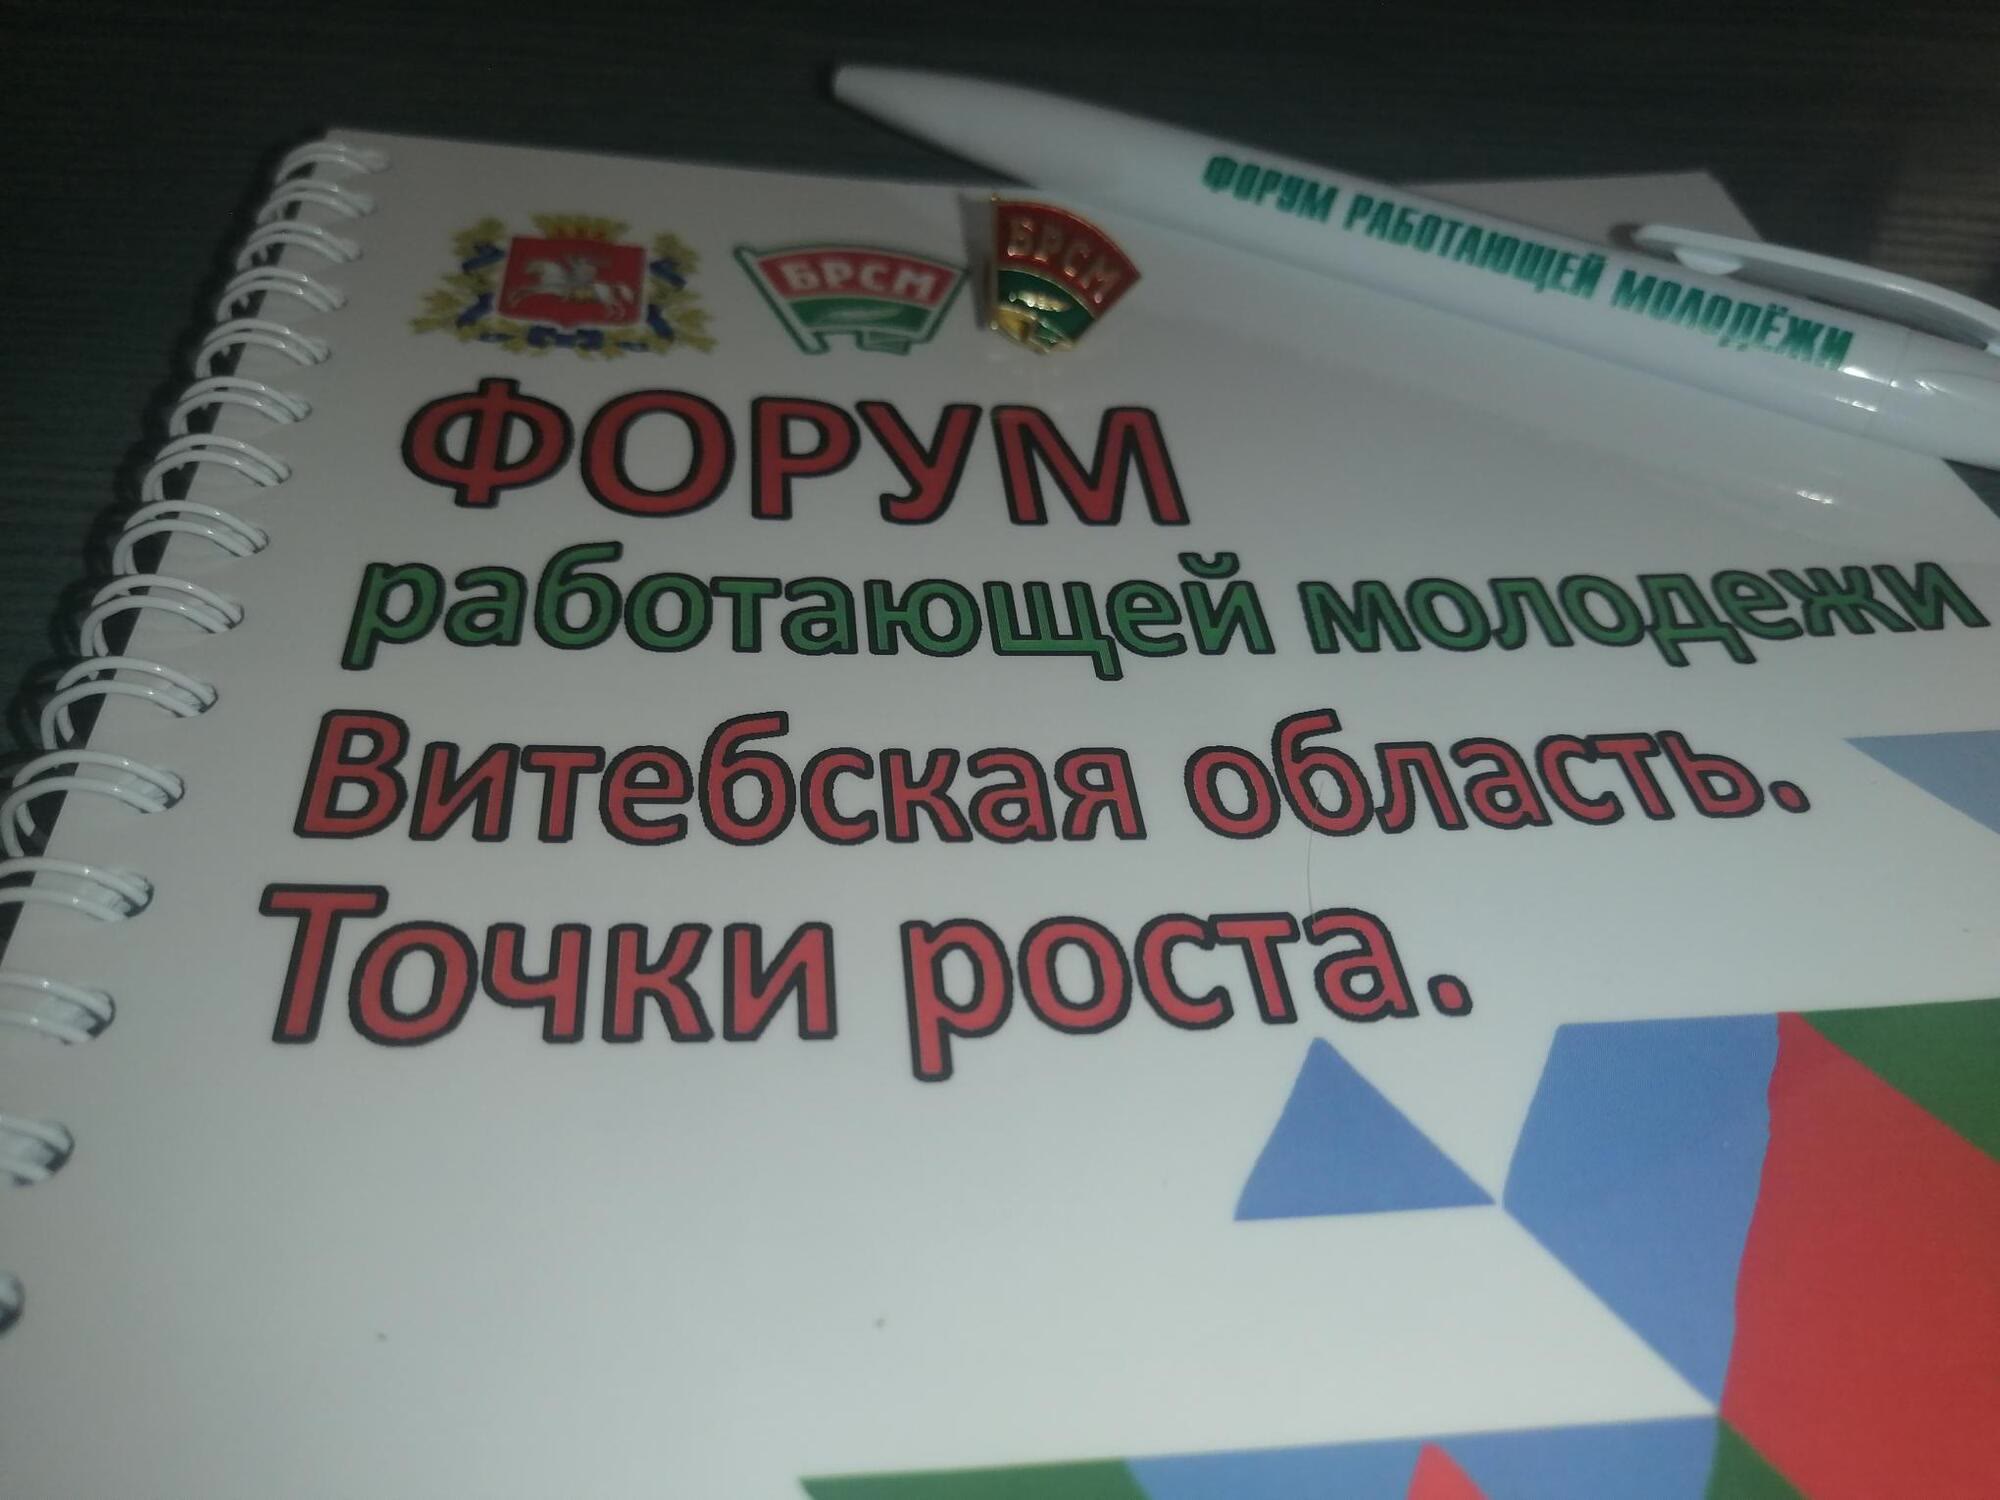 БРСМ
БРСМ
ФОРУМ РАБОТАЮЩЕЙ МОЛОДЁЖИ
ФОРУМ
работающей молодежи
Витебская область.
Точки роста.